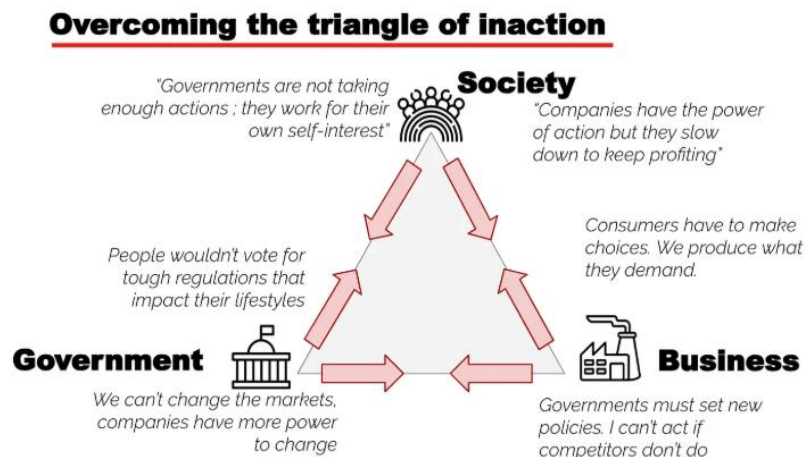 Overcoming the triangle of inaction
Society
"Governments are not taking
enough actions ; they work for their
own self-interest"
"Companies have the power
of action but they slow
down to keep profiting"
People wouldn't vote for
tough regulations that
impact their lifestyles
Consumers have to make
choices. We produce what
they demand.
Government
Business
We can't change the markets,
companies have more power
to change
Governments must set new
policies. I can't act if
competitors don't do